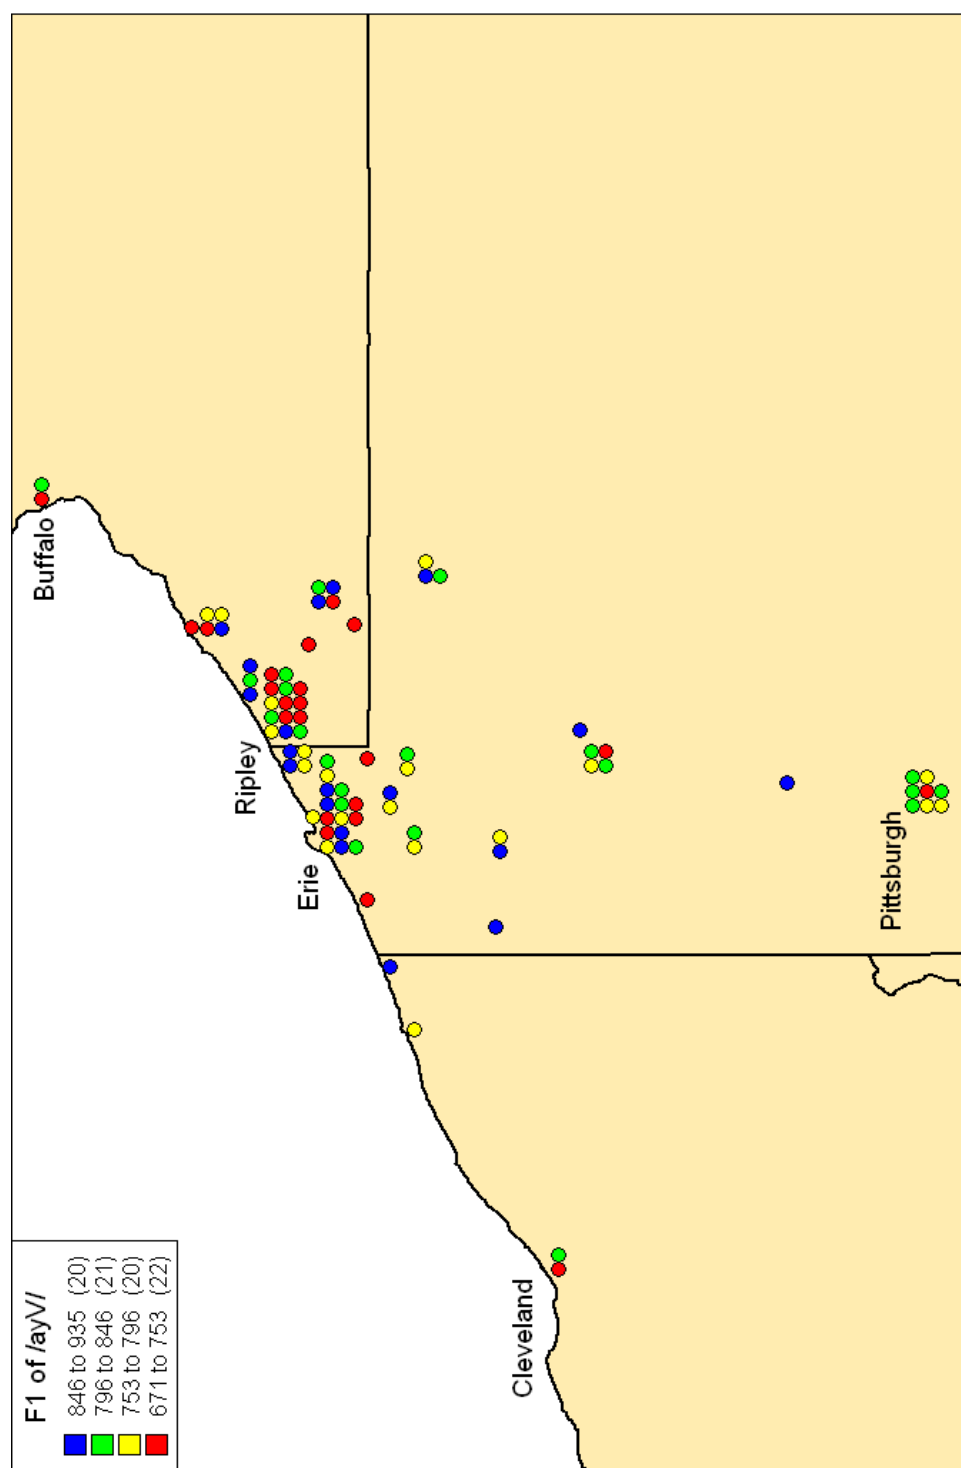 F1 of /ayV/
846 to 935 (20)
796 to 846 (21)
753 to 796 (20)
671 to 753 (22)
Buffalo
Ripley
Erie
Cleveland
Pittsburgh